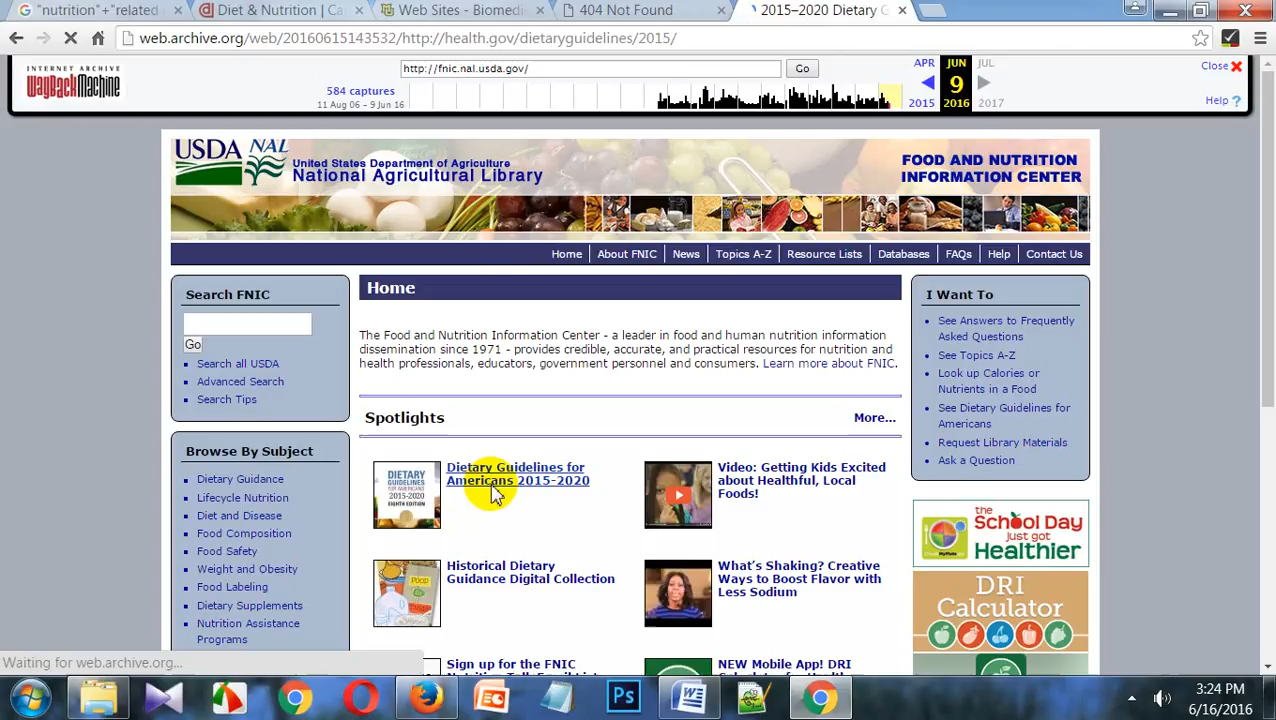 "nutrition"+"related
Diet & Nutrition | Ca
Web Sites - Biomedi
404 Not Found
2015–2020 Dietary G
web.archive.org/web/20160615143532/http://health.gov/dietaryguidelines/2015/
INTERNET ARCHIVE
WayBackMachine
http://fnic.nal.usda.gov/
Go
584 captures
11 Aug 06 - 9 Jun 16
APR JUN JUL
9
2015 2016 2017
Close
Help ?
USDA NAL
United States Department of Agriculture
National Agricultural Library
FOOD AND NUTRITION
INFORMATION CENTER
Home About FNIC News Topics A-Z Resource Lists Databases FAQs Help Contact Us
Search FNIC
Go
Search all USDA
Advanced Search
Search Tips
Browse By Subject
Dietary Guidance
Lifecycle Nutrition
Diet and Disease
Food Composition
Food Safety
Weight and Obesity
Food Labeling
Dietary Supplements
Nutrition Assistance
Programs
Home
The Food and Nutrition Information Center - a leader in food and human nutrition information
dissemination since 1971 - provides credible, accurate, and practical resources for nutrition and
health professionals, educators, government personnel and consumers. Learn more about FNIC.
Spotlights
More...
DIETARY
GUIDELINES
2015-2020
EIGHTH EDITION
Dietary Guidelines for
Americans 2015-2020
Video: Getting Kids Excited
about Healthful, Local
Foods!
FOOD
Historical Dietary
Guidance Digital Collection
What's Shaking? Creative
Ways to Boost Flavor with
Less Sodium
Sign up for the FNIC
NEW Mobile App! DRI
I Want To
See Answers to Frequently
Asked Questions
See Topics A-Z
Look up Calories or
Nutrients in a Food
See Dietary Guidelines for
Americans
Request Library Materials
Ask a Question
the
School Day
just got
Healthier
DRI
Calculator
Waiting for web.archive.org...
Ps
3:24 PM
6/16/2016